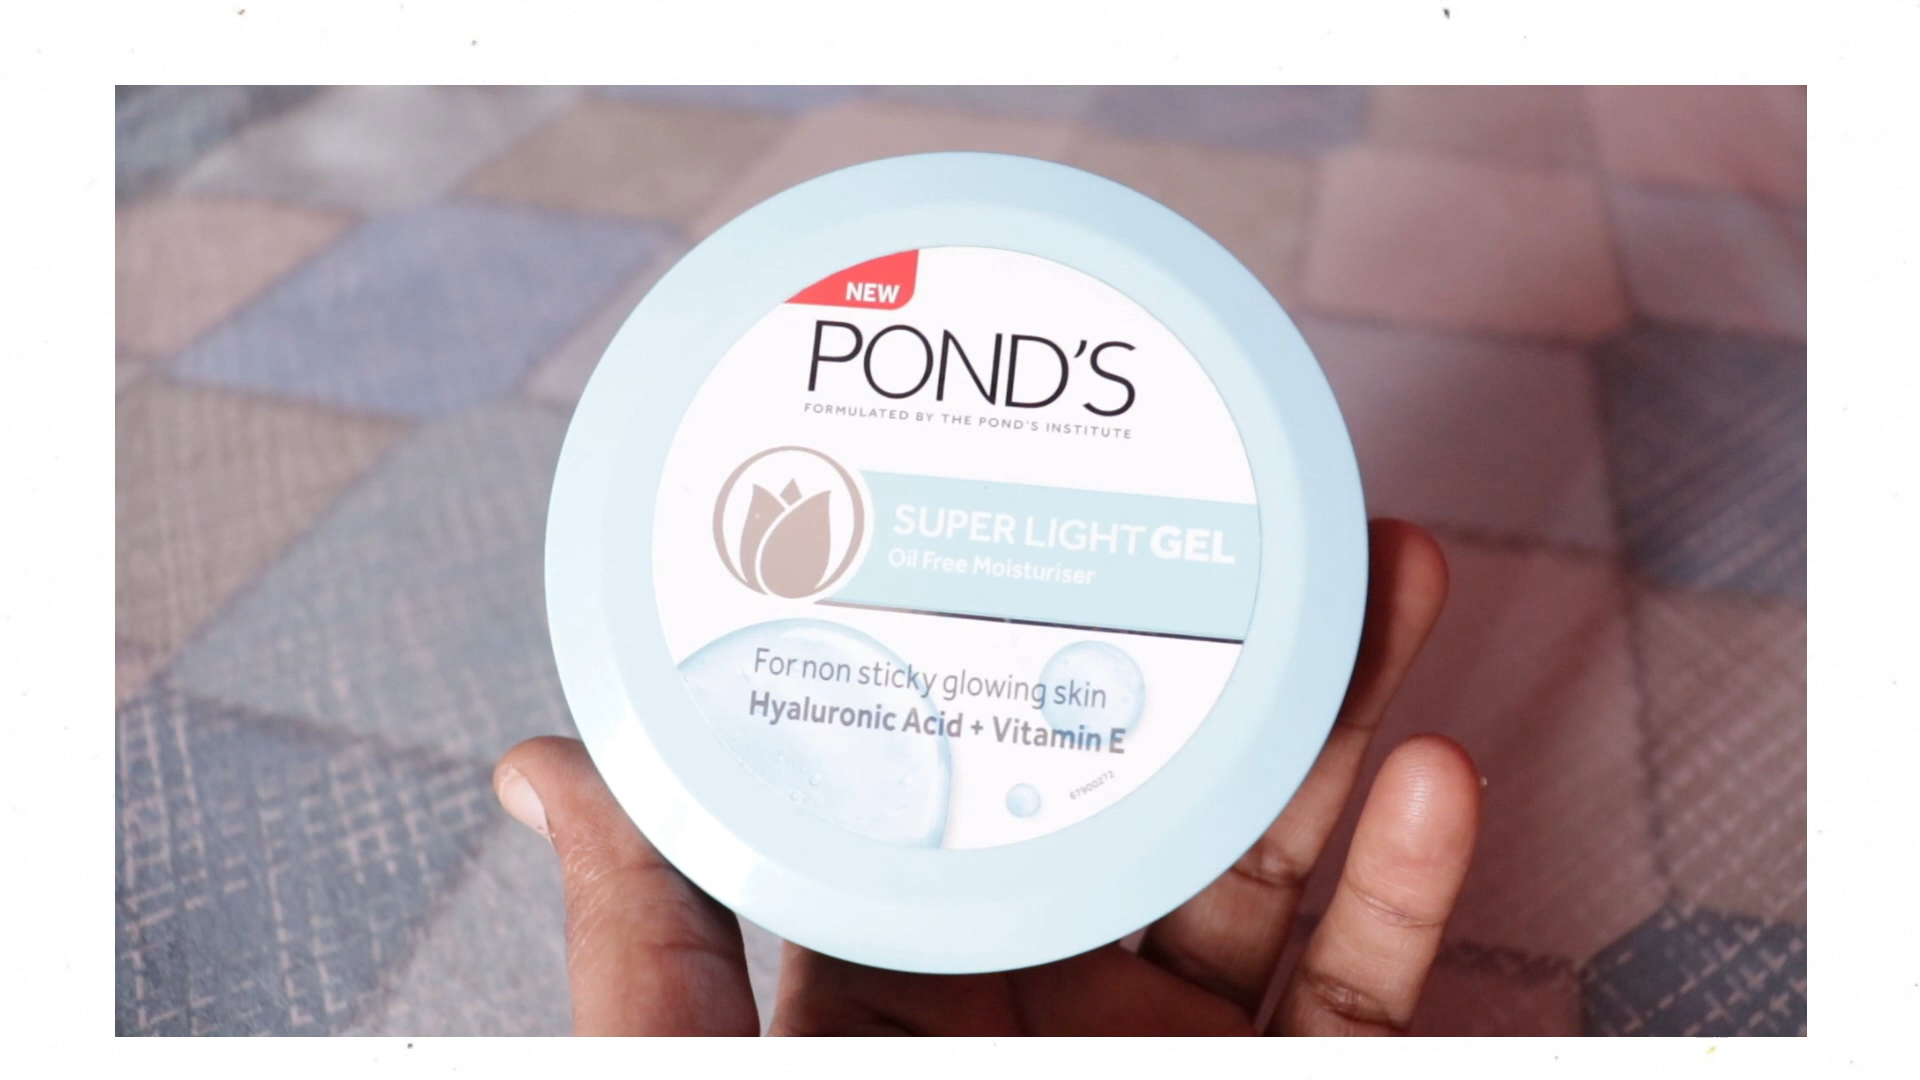 NEW
POND'S
FORMULATED BY THE POND'S INSTITUTE
SUPER LIGHT GEL
Oil Free Moisturiser
For non sticky glowing skin
Hyaluronic Acid + Vitamin E
67900272